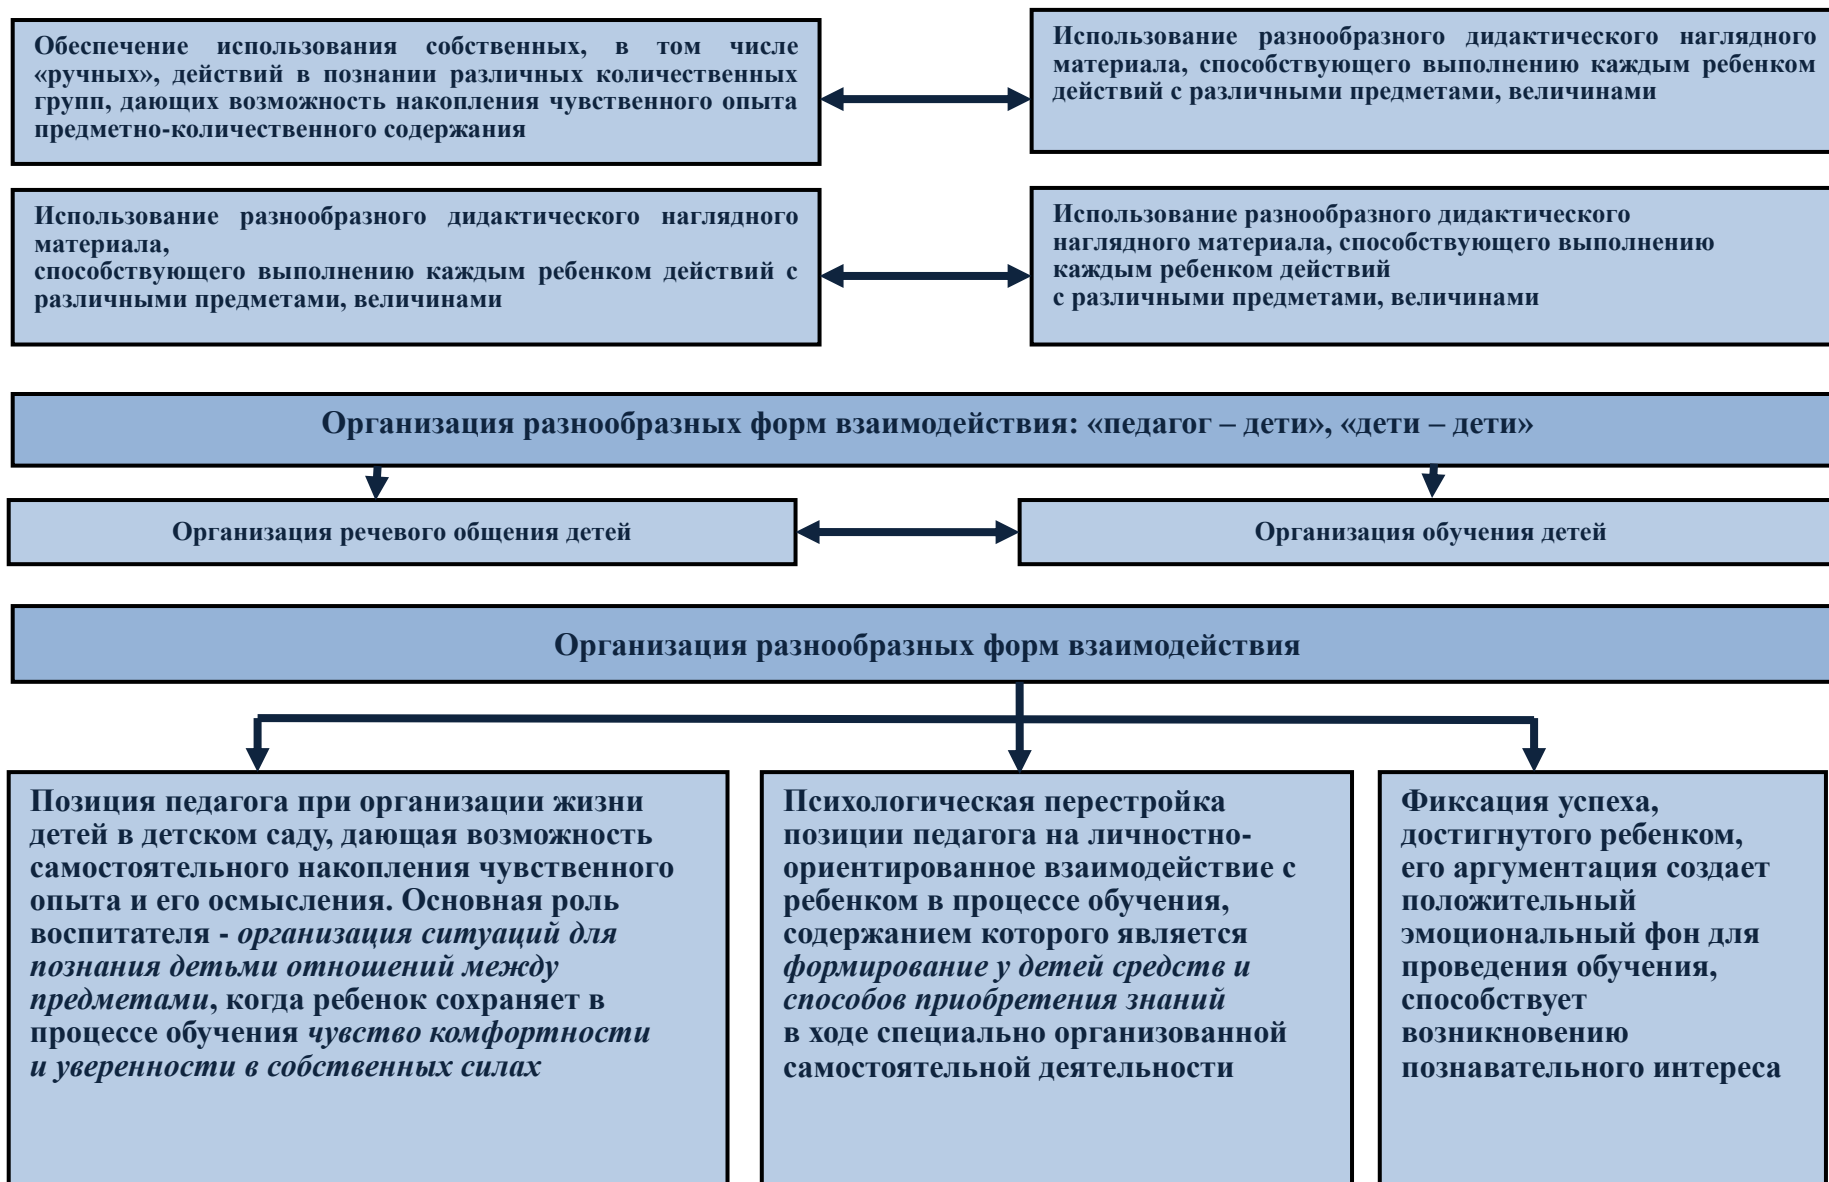 Обеспечение использования собственных, в том числе
«ручных», действий в познании различных количественных
групп, дающих возможность накопления чувственного опыта
предметно-количественного содержания
Использование разнообразного дидактического наглядного
материала, способствующего выполнению каждым ребенком
действий с различными предметами, величинами
Использование разнообразного дидактического наглядного
материала,
способствующего выполнению каждым ребенком действий с
различными предметами, величинами
Использование разнообразного дидактического
наглядного материала, способствующего выполнению
каждым ребенком действий
с различными предметами, величинами
Организация разнообразных форм взаимодействия: «педагог – дети», «дети – дети»
Организация речевого общения детей
Организация обучения детей
Организация разнообразных форм взаимодействия
Позиция педагога при организации жизни
детей в детском саду, дающая возможность
самостоятельного накопления чувственного
опыта и его осмысления. Основная роль
воспитателя - организация ситуаций для
познания детьми отношений между
предметами, когда ребенок сохраняет в
процессе обучения чувство комфортности
и уверенности в собственных силах
Психологическая перестройка
позиции педагога на личностно-
ориентированное взаимодействие с
ребенком в процессе обучения,
содержанием которого является
формирование у детей средств и
способов приобретения знаний
в ходе специально организованной
самостоятельной деятельности
Фиксация успеха,
достигнутого ребенком,
его аргументация создает
положительный
эмоциональный фон для
проведения обучения,
способствует
возникновению
познавательного интереса